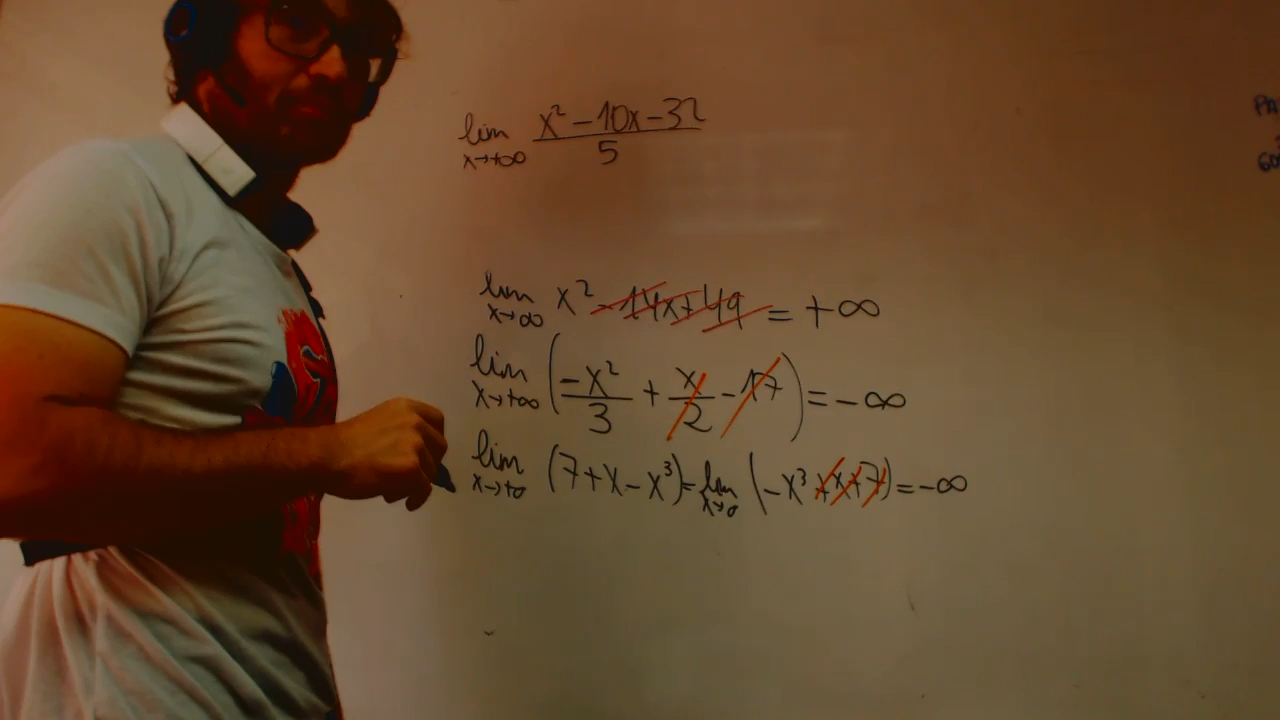 lim x→+∞ x² - 10x - 32 / 5
lim x→∞ x² - 14x + 49 = +∞
lim x→+∞ ( -x²/3 + x/2 - 17 ) = -∞
lim x→+∞ (7 + x - x³) = lim x→∞ ( -x³ + x + 7 ) = -∞